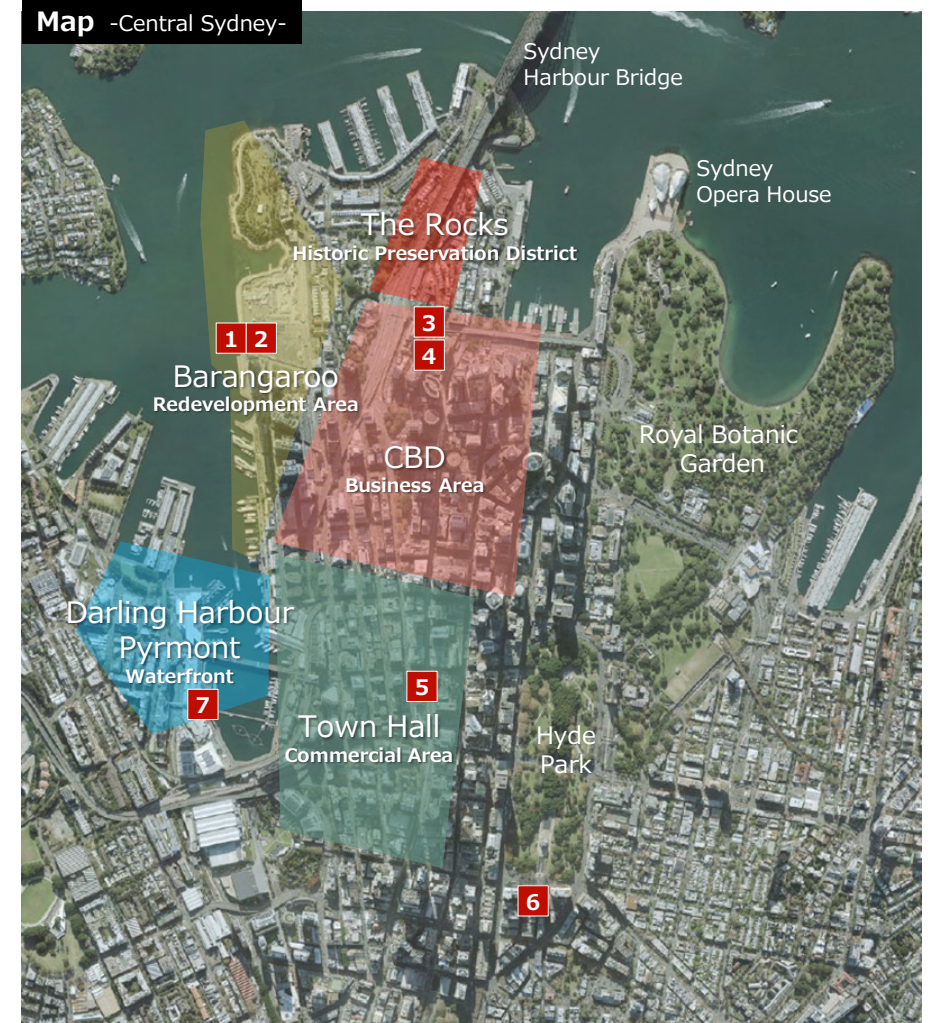 Map -Central Sydney-
Sydney
Harbour Bridge
Sydney
Opera House
The Rocks
Historic Preservation District
1 2
3
4
Barangaroo
Redevelopment Area
Royal Botanic
Garden
CBD
Business Area
Darling Harbour
Pyrmont
Waterfront
7
5
Town Hall
Commercial Area
Hyde
Park
6